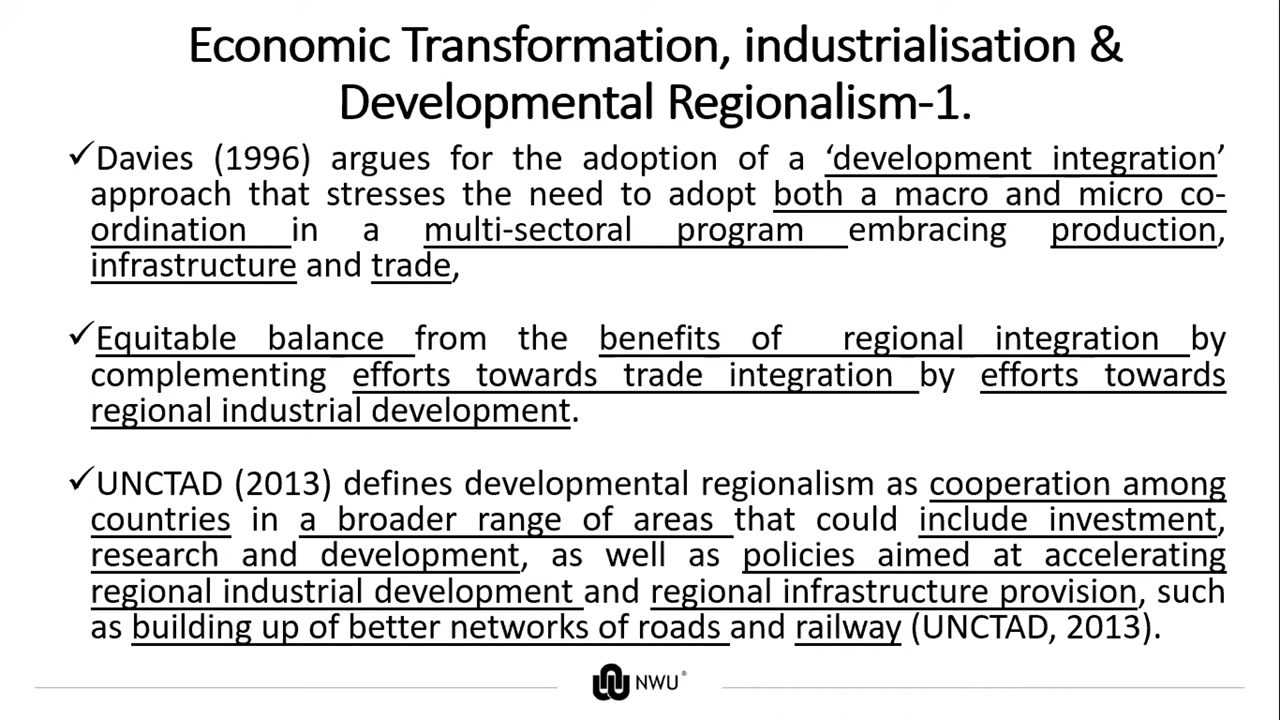 Economic Transformation, industrialisation &
Developmental Regionalism-1.
✓Davies (1996) argues for the adoption of a ‘development integration’
approach that stresses the need to adopt both a macro and micro co-
ordination in a multi-sectoral program embracing production,
infrastructure and trade,
✓Equitable balance from the benefits of regional integration by
complementing efforts towards trade integration by efforts towards
regional industrial development.
✓UNCTAD (2013) defines developmental regionalism as cooperation among
countries in a broader range of areas that could include investment,
research and development, as well as policies aimed at accelerating
regional industrial development and regional infrastructure provision, such
as building up of better networks of roads and railway (UNCTAD, 2013).
NWU®